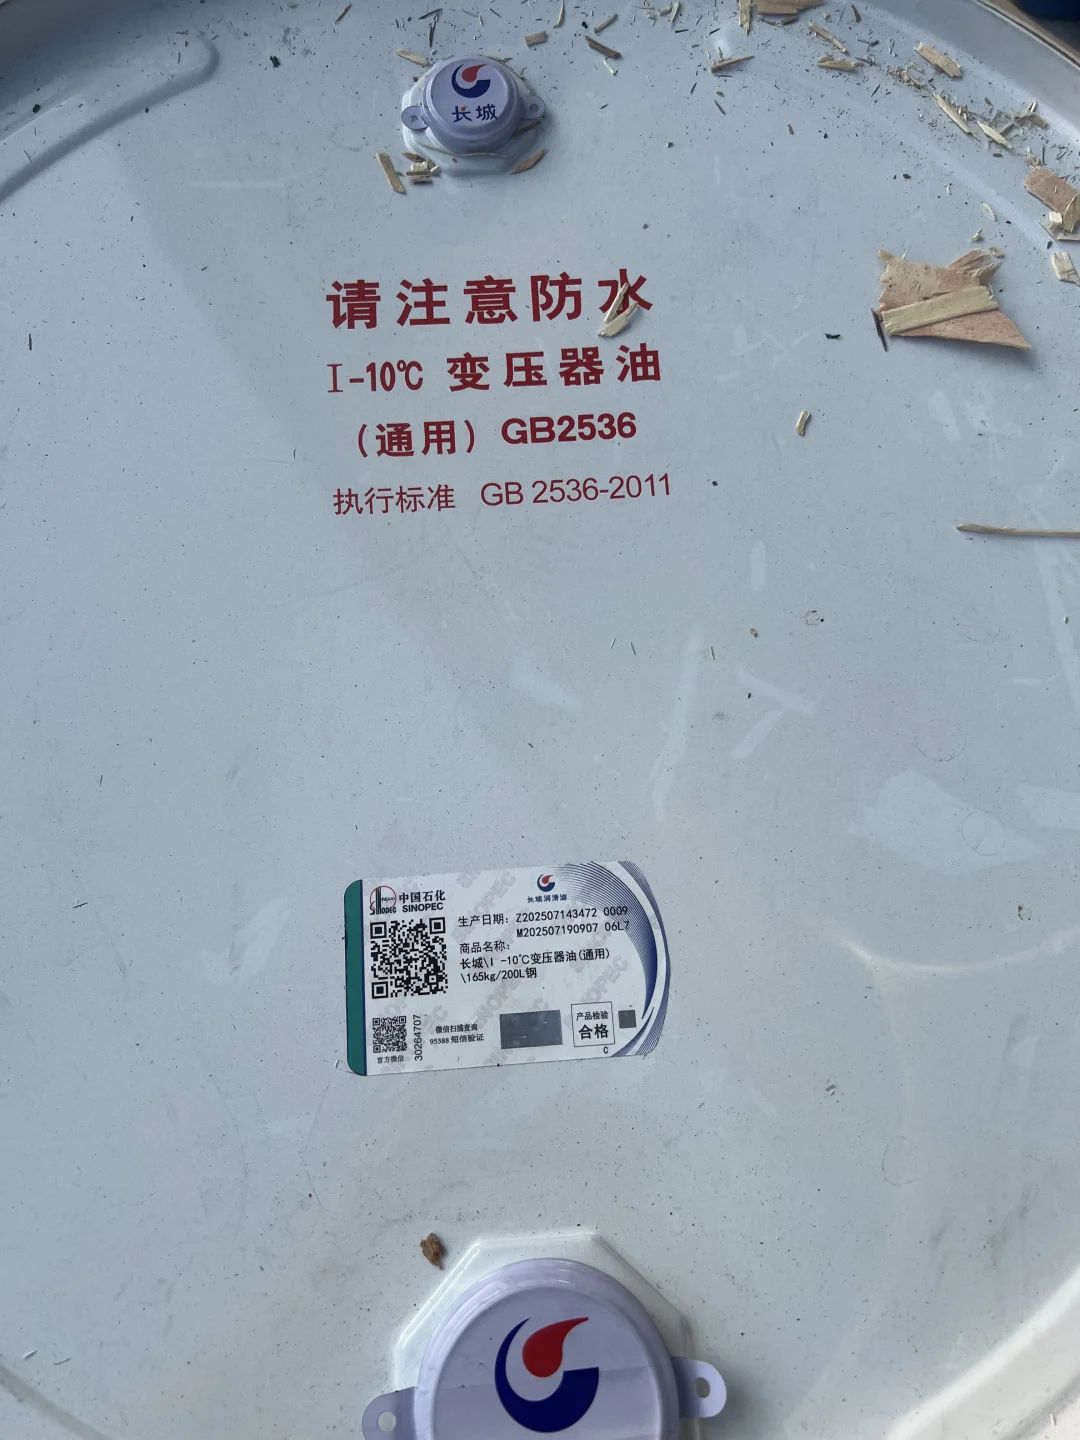 长城
请注意防水
I-10℃ 变压器油
（通用）GB2536
执行标准 GB 2536-2011
中国石化
SINOPEC
长城润滑油
生产日期：Z202507143472 0009
M202507190907 06L7
商品名称：
长城\I -10℃变压器油(通用)
\165kg/200L钢
30264707
官方微信
微信扫描查询
95388 短信验证
产品检验
合格
C